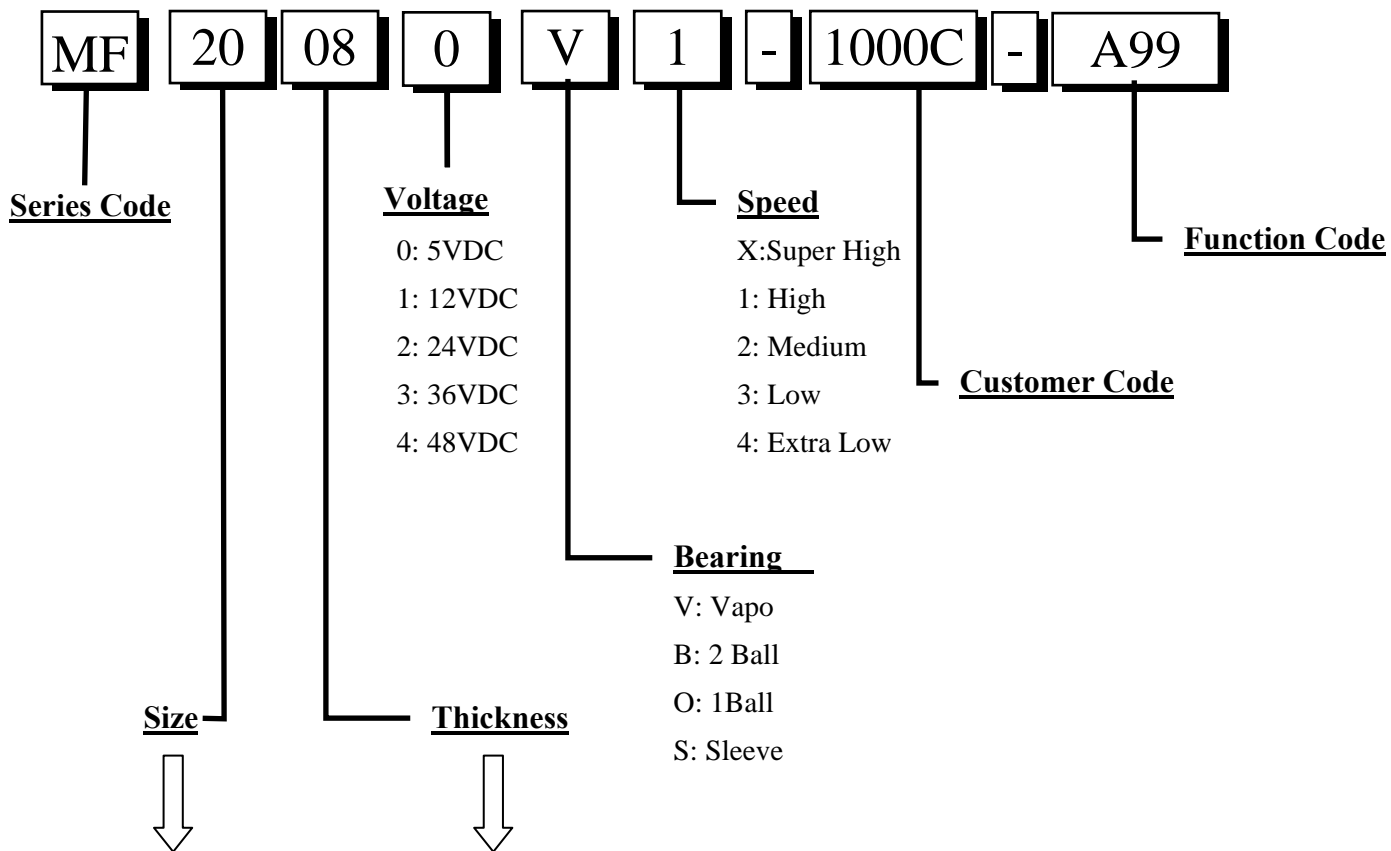 MF 20 08 0 V 1 - 1000C - A99
Series Code
Voltage
0: 5VDC
1: 12VDC
2: 24VDC
3: 36VDC
4: 48VDC
Speed
X:Super High
1: High
2: Medium
3: Low
4: Extra Low
Function Code
Customer Code
Bearing
V: Vapo
B: 2 Ball
O: 1Ball
S: Sleeve
Size
Thickness